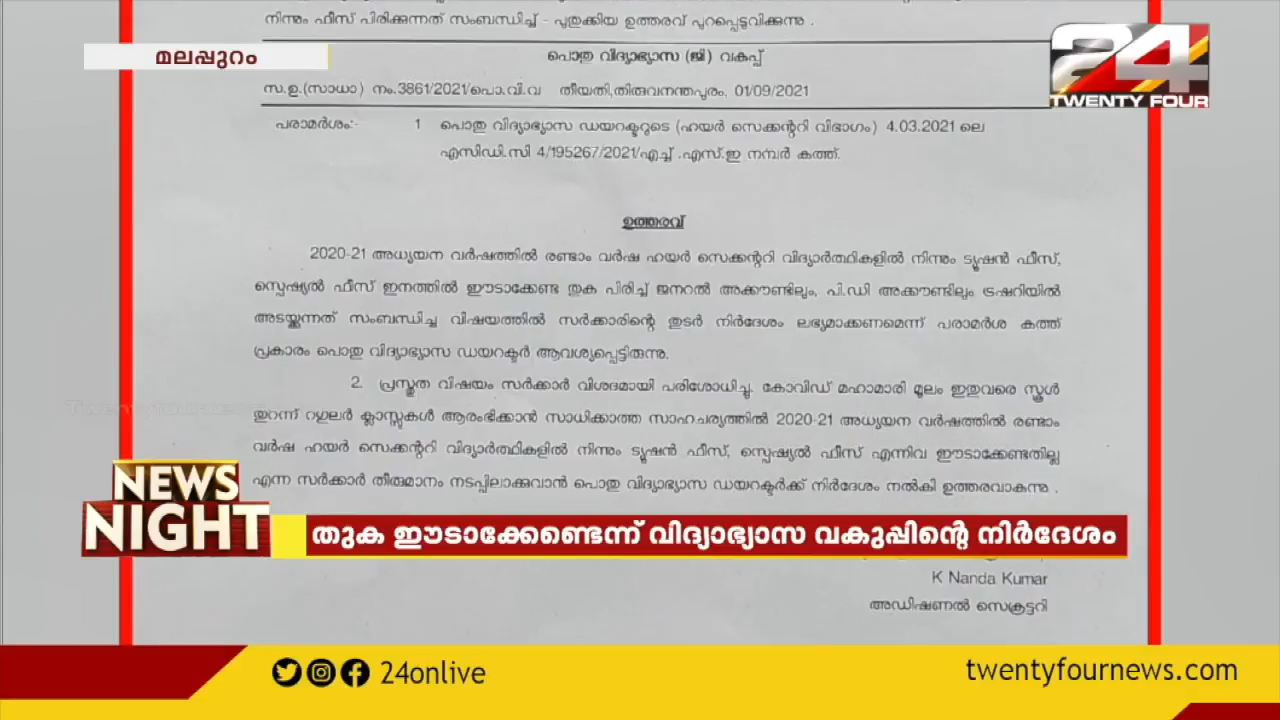 നിന്നും ഫീസ് പിരിക്കുന്നത് സംബന്ധിച്ച് - പുതുക്കിയ ഉത്തരവ് പുറപ്പെടുവിക്കുന്നു .
മലപ്പുറം
24
TWENTY FOUR
പൊതു വിദ്യാഭ്യാസ (ജി) വകുപ്പ്
സ.ഉ.(സാധാ) നം.3861/2021/പൊ.വി.വ തീയതി,തിരുവനന്തപുരം, 01/09/2021
പരാമർശം:- 1 പൊതു വിദ്യാഭ്യാസ ഡയറക്ടറുടെ (ഹയർ സെക്കന്ററി വിഭാഗം) 4.03.2021 ലെ
എസിഡി.സി 4/195267/2021/എച്ച് .എസ്.ഇ നമ്പർ കത്ത്.
ഉത്തരവ്
2020-21 അധ്യയന വർഷത്തിൽ രണ്ടാം വർഷ ഹയർ സെക്കന്ററി വിദ്യാർത്ഥികളിൽ നിന്നും ട്യൂഷൻ ഫീസ്,
സ്പെഷ്യൽ ഫീസ് ഇനത്തിൽ ഈടാക്കേണ്ട തുക പിരിച്ച് ജനറൽ അക്കൗണ്ടിലും, പി.ഡി അക്കൗണ്ടിലും ട്രഷറിയിൽ
അടയ്ക്കുന്നത് സംബന്ധിച്ച വിഷയത്തിൽ സർക്കാരിന്റെ തുടർ നിർദേശം ലഭ്യമാക്കണമെന്ന് പരാമർശ കത്ത്
പ്രകാരം പൊതു വിദ്യാഭ്യാസ ഡയറക്ടർ ആവശ്യപ്പെട്ടിരുന്നു.
2. പ്രസ്തുത വിഷയം സർക്കാർ വിശദമായി പരിശോധിച്ചു. കോവിഡ് മഹാമാരി മൂലം ഇതുവരെ സ്കൂൾ
തുറന്ന് റഗുലർ ക്ലാസ്സുകൾ ആരംഭിക്കാൻ സാധിക്കാത്ത സാഹചര്യത്തിൽ 2020-21 അധ്യയന വർഷത്തിൽ രണ്ടാം
വർഷ ഹയർ സെക്കന്ററി വിദ്യാർത്ഥികളിൽ നിന്നും ട്യൂഷൻ ഫീസ്, സ്പെഷ്യൽ ഫീസ് എന്നിവ ഈടാക്കേണ്ടതില്ല
എന്ന സർക്കാർ തീരുമാനം നടപ്പിലാക്കുവാൻ പൊതു വിദ്യാഭ്യാസ ഡയറക്ടർക്ക് നിർദേശം നൽകി ഉത്തരവാകുന്നു .
NEWS
NIGHT
തുക ഈടാക്കേണ്ടെന്ന് വിദ്യാഭ്യാസ വകുപ്പിന്റെ നിർദേശം
K Nanda Kumar
അഡിഷണൽ സെക്രട്ടറി
24onlive
twentyfournews.com